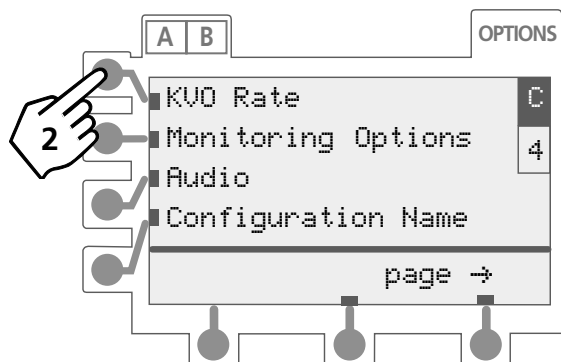 A B OPTIONS
KVO Rate C
Monitoring Options 4
Audio
Configuration Name
page →
2